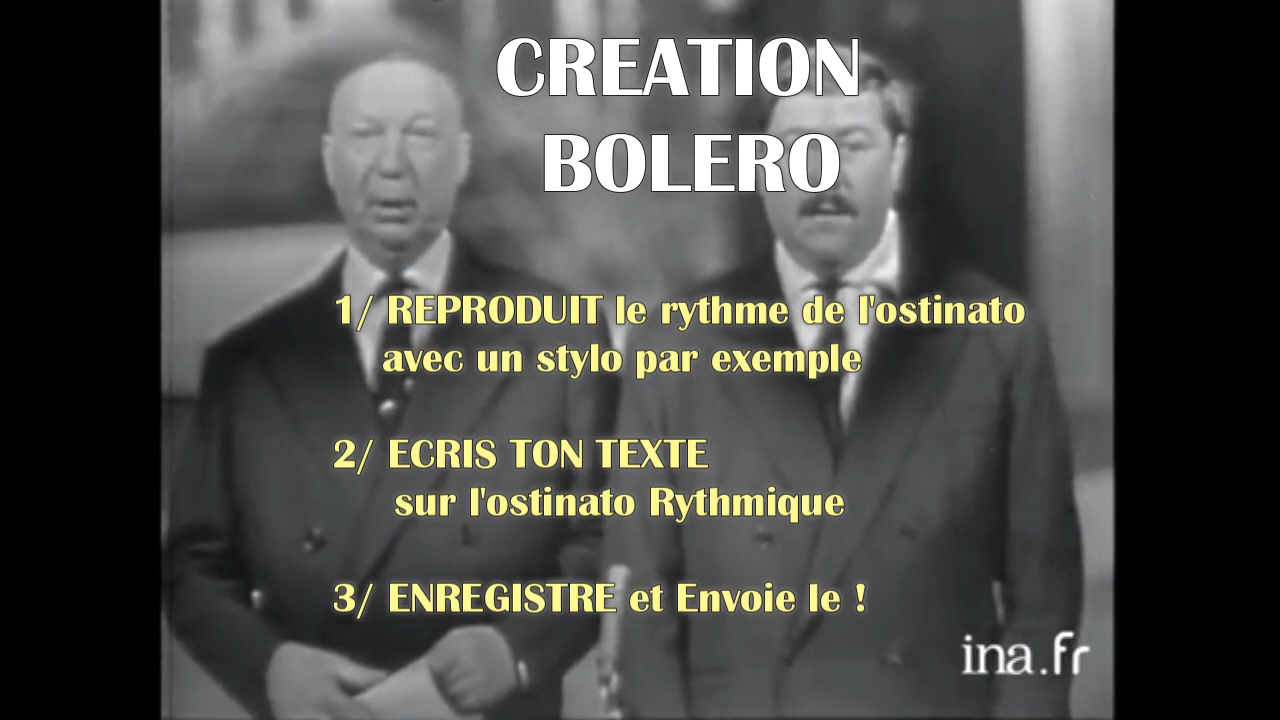 CREATION
BOLERO
1/ REPRODUIT le rythme de l'ostinato
avec un stylo par exemple
2/ ECRIS TON TEXTE
sur l'ostinato Rythmique
3/ ENREGISTRE et Envoie le !
ina.fr